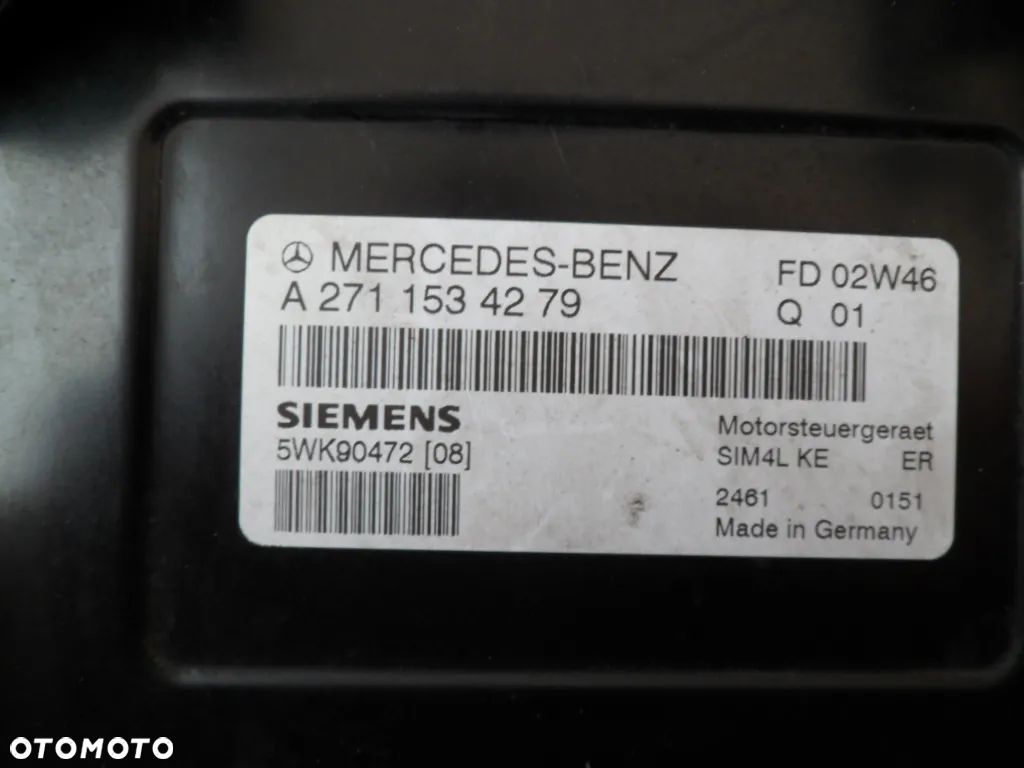 MERCEDES-BENZ
A 271 153 42 79
FD 02W46
Q 01
SIEMENS
5WK90472 [08]
Motorsteuergeraet
SIM4L KE ER
2461 0151
Made in Germany
OTOMOTO